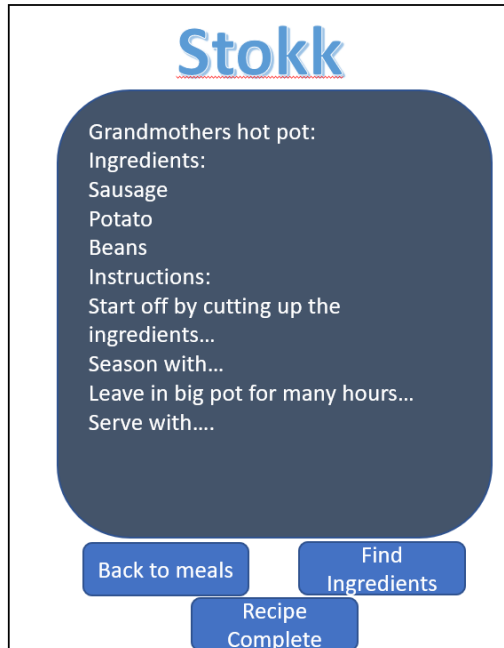 Stokk
Grandmothers hot pot:
Ingredients:
Sausage
Potato
Beans
Instructions:
Start off by cutting up the
ingredients...
Season with...
Leave in big pot for many hours...
Serve with....
Back to meals
Find
Ingredients
Recipe
Complete